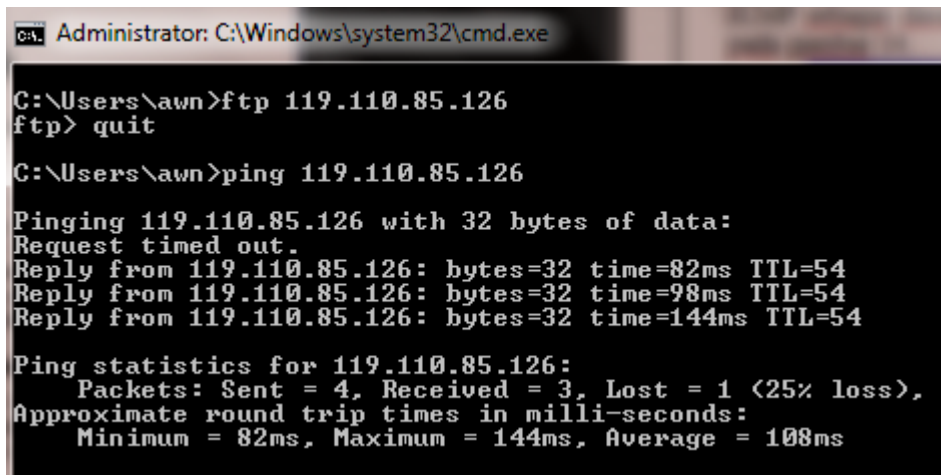 Administrator: C:\Windows\system32\cmd.exe
C:\Users\awn>ftp 119.110.85.126
ftp> quit
C:\Users\awn>ping 119.110.85.126
Pinging 119.110.85.126 with 32 bytes of data:
Request timed out.
Reply from 119.110.85.126: bytes=32 time=82ms TTL=54
Reply from 119.110.85.126: bytes=32 time=98ms TTL=54
Reply from 119.110.85.126: bytes=32 time=144ms TTL=54
Ping statistics for 119.110.85.126:
Packets: Sent = 4, Received = 3, Lost = 1 (25% loss),
Approximate round trip times in milli-seconds:
Minimum = 82ms, Maximum = 144ms, Average = 108ms